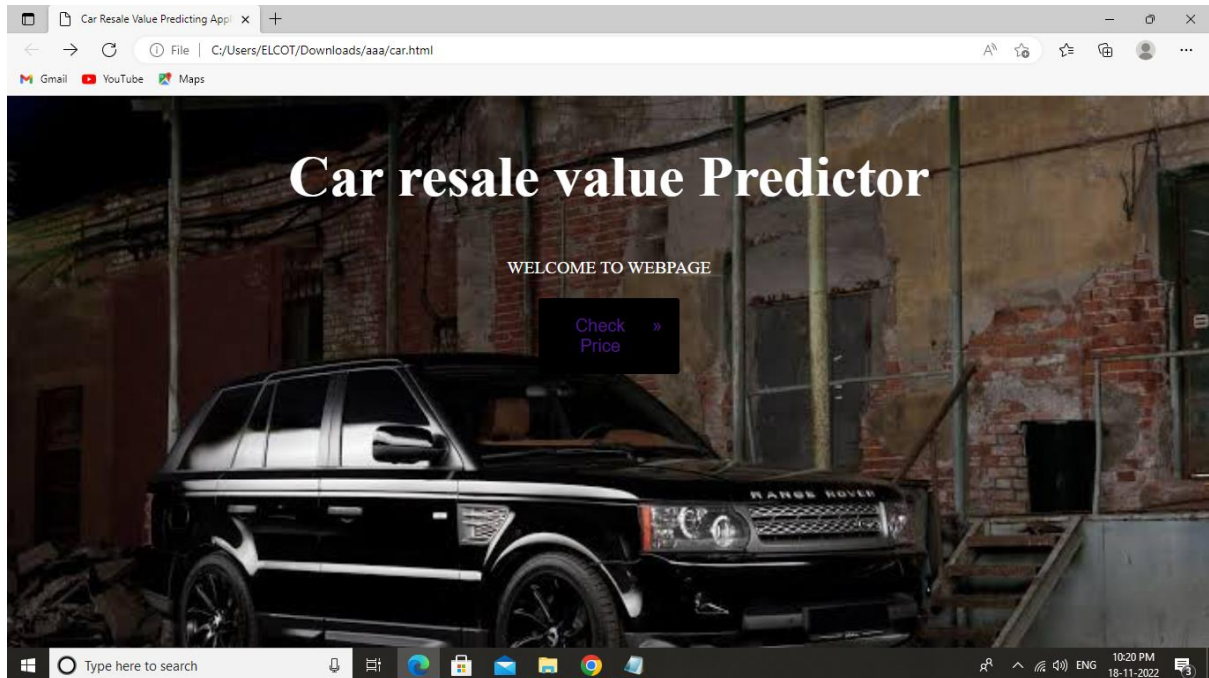 Car Resale Value Predicting Appl
File | C:/Users/ELCOT/Downloads/aaa/car.html
Gmail YouTube Maps
Car resale value Predictor
WELCOME TO WEBPAGE
Check »
Price
RANGE ROVER
Type here to search
ENG
10:20 PM
18-11-2022
3